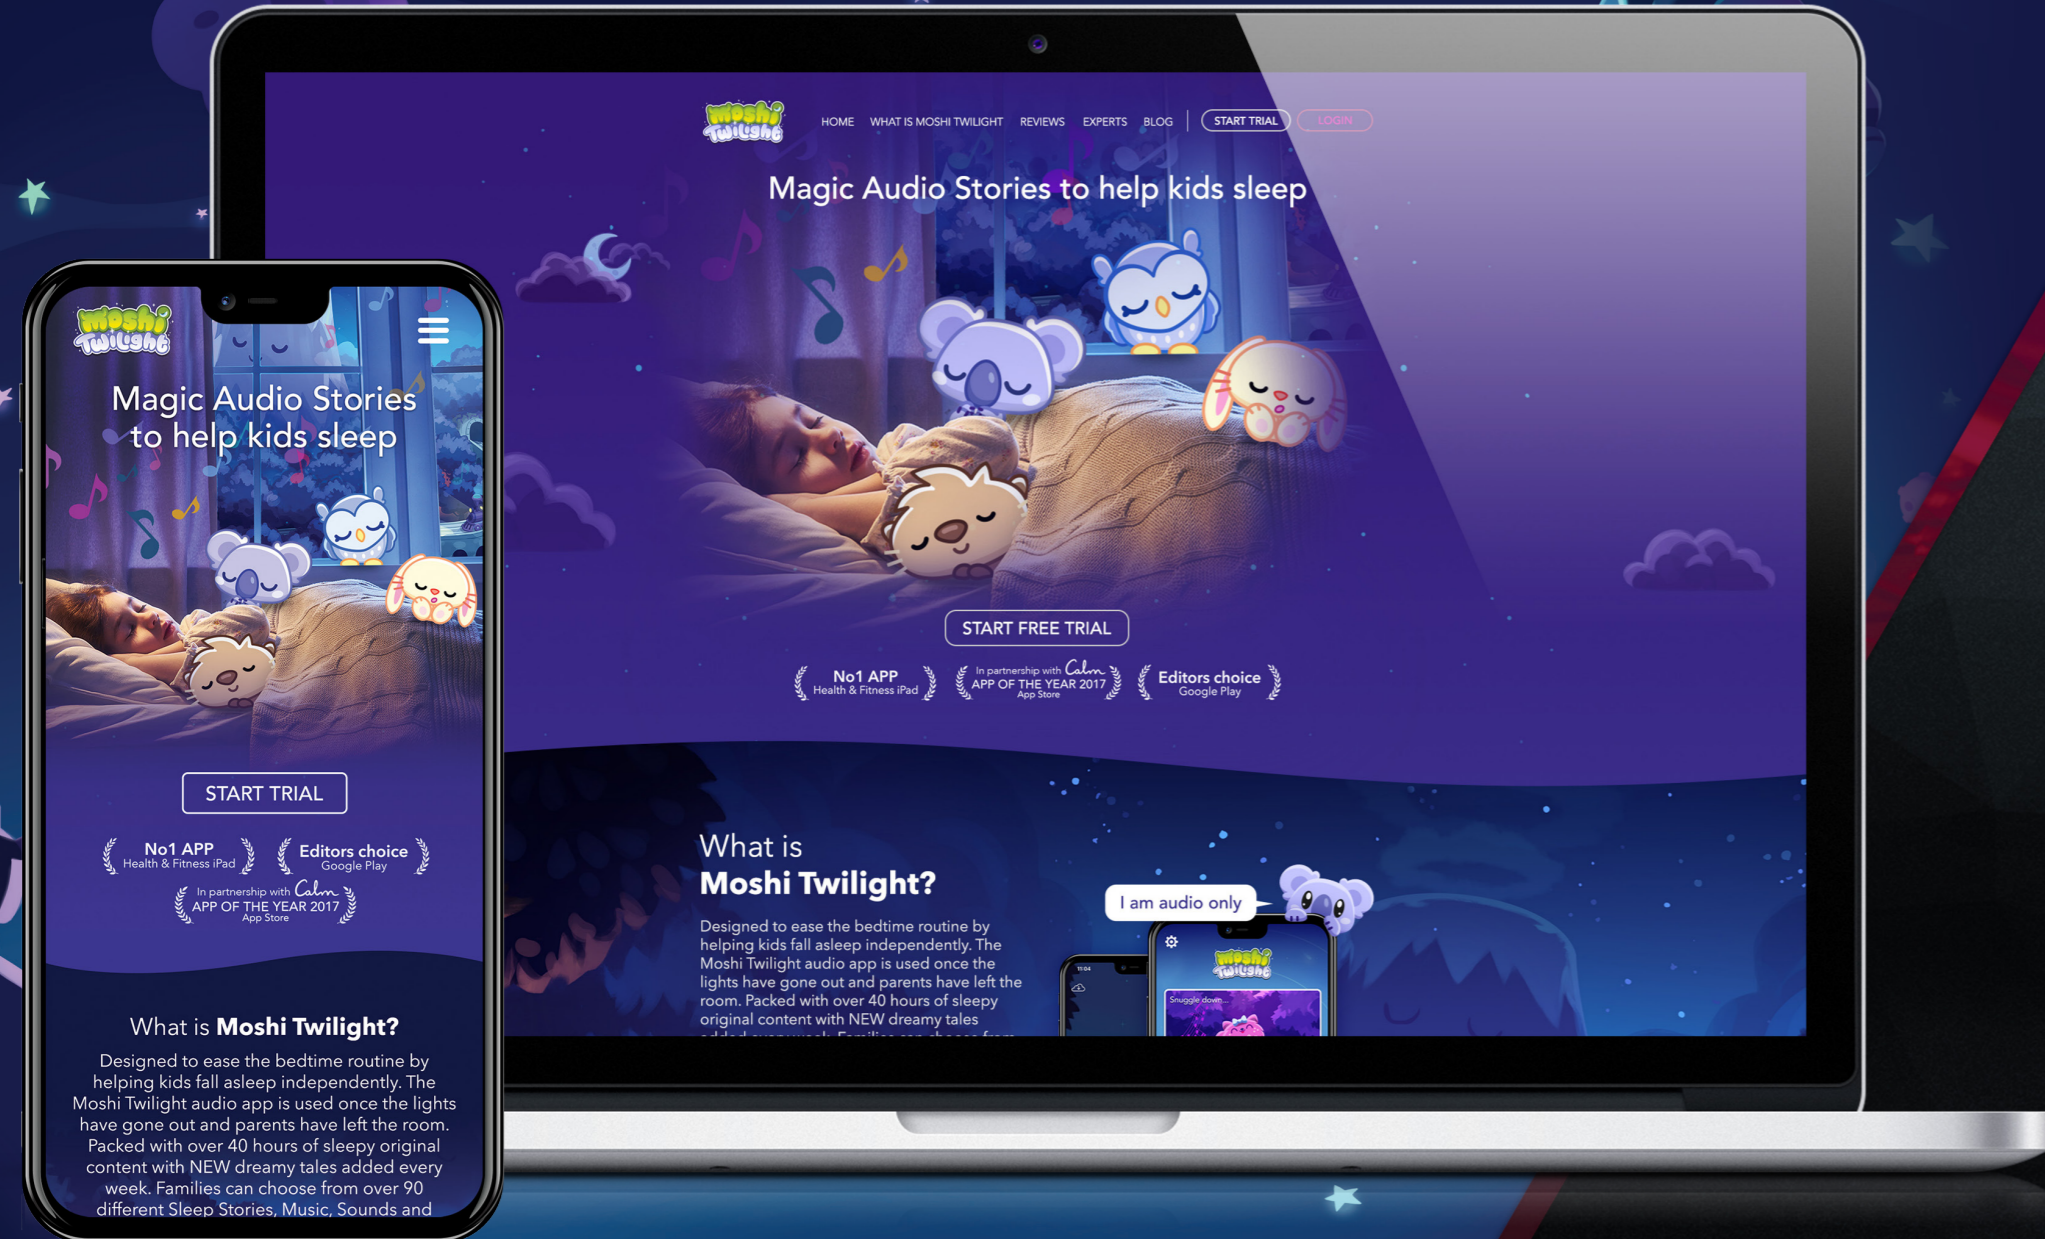 moshi
Twilight
HOME
WHAT IS MOSHI TWILIGHT
REVIEWS
EXPERTS
BLOG
START TRIAL
LOGIN
Magic Audio Stories to help kids sleep
START FREE TRIAL
No1 APP
Health & Fitness iPad
In partnership with Calm
APP OF THE YEAR 2017
App Store
Editors choice
Google Play
What is
Moshi Twilight?
Designed to ease the bedtime routine by
helping kids fall asleep independently. The
Moshi Twilight audio app is used once the
lights have gone out and parents have left the
room. Packed with over 40 hours of sleepy
original content with NEW dreamy tales
added every week. Families can choose from
I am audio only
11:04
moshi
Twilight
Snuggle down...
moshi
Twilight
Magic Audio Stories
to help kids sleep
START TRIAL
No1 APP
Health & Fitness iPad
Editors choice
Google Play
In partnership with Calm
APP OF THE YEAR 2017
App Store
What is Moshi Twilight?
Designed to ease the bedtime routine by
helping kids fall asleep independently. The
Moshi Twilight audio app is used once the lights
have gone out and parents have left the room.
Packed with over 40 hours of sleepy original
content with NEW dreamy tales added every
week. Families can choose from over 90
different Sleep Stories, Music, Sounds and